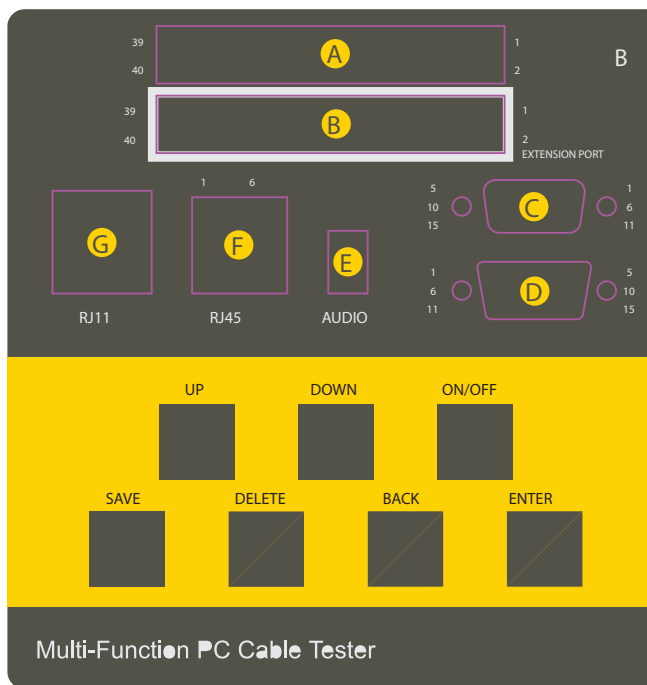 39 A 1
B
40 2
39 B 1
40 2
EXTENSION PORT
1 6
5 C 1
10 6
15 11
G F E
1 D 5
6 10
11 15
RJ11 RJ45 AUDIO
UP DOWN ON/OFF
SAVE DELETE BACK ENTER
Multi-Function PC Cable Tester